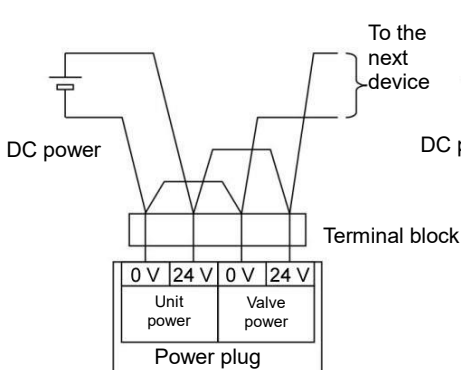 To the
next
device
DC power
DC p
Terminal block
0 V 24 V 0 V 24 V
Unit
power
Valve
power
Power plug